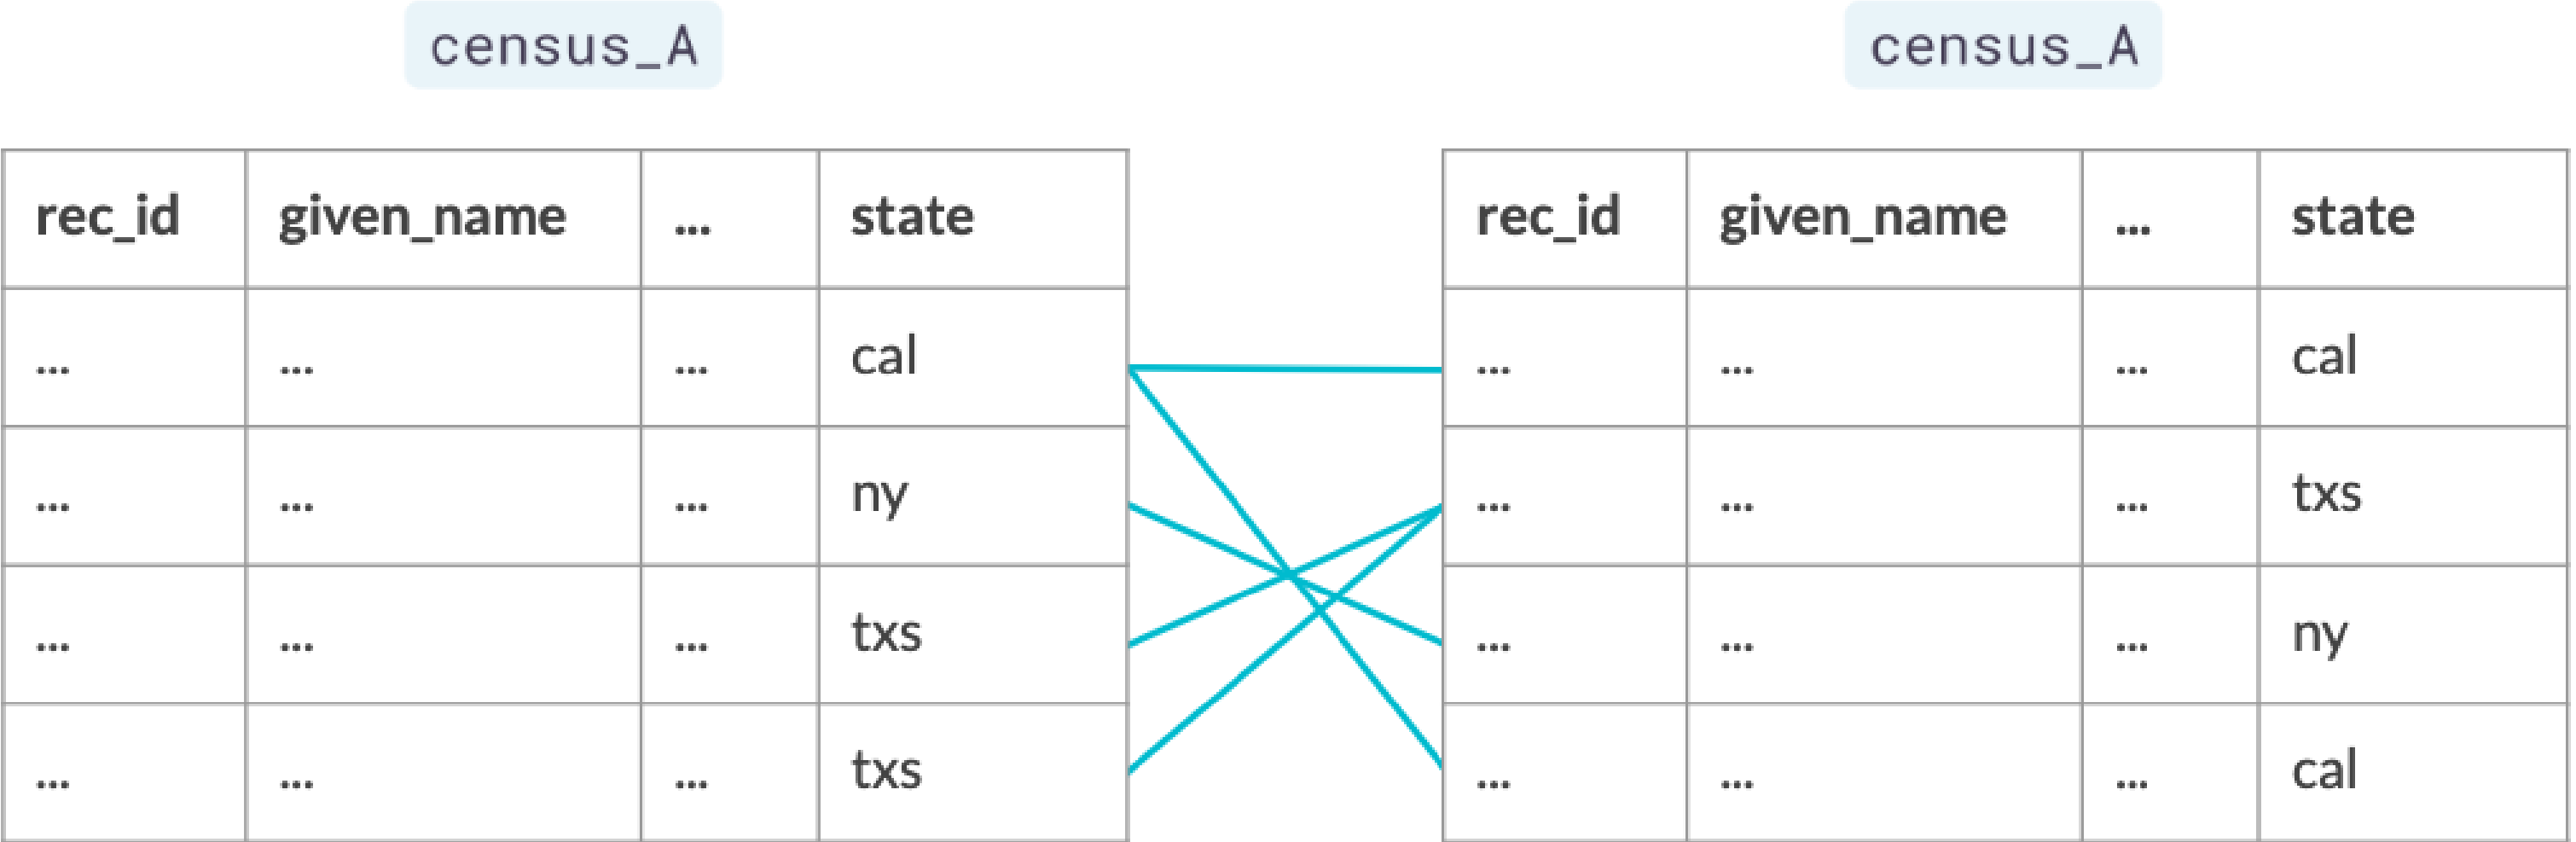 census_A census_A
rec_id given_name ... state rec_id given_name ... state
... ... ... cal ... ... ... cal
... ... ... ny ... ... ... txs
... ... ... txs ... ... ... ny
... ... ... txs ... ... ... cal